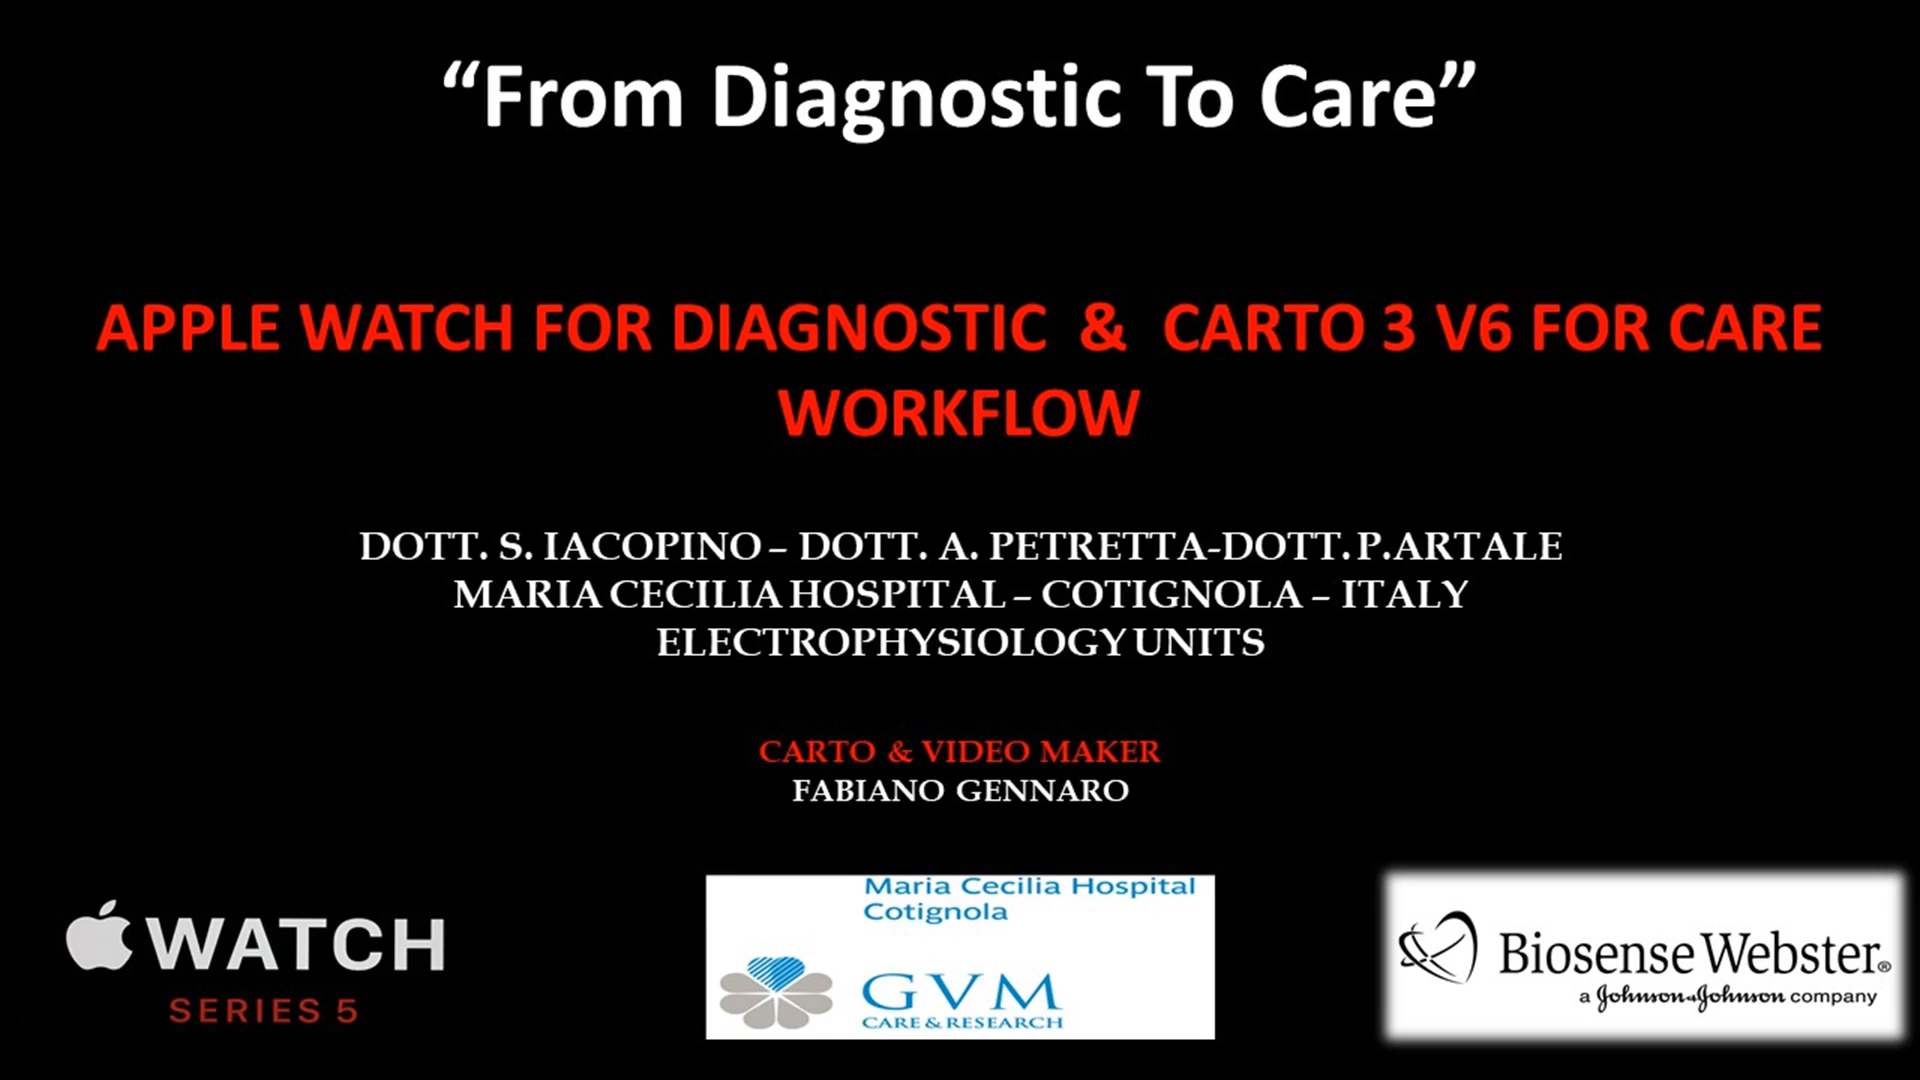 “From Diagnostic To Care”
APPLE WATCH FOR DIAGNOSTIC & CARTO 3 V6 FOR CARE
WORKFLOW
DOTT. S. IACOPINO – DOTT. A. PETRETTA-DOTT.P.ARTALE
MARIA CECILIA HOSPITAL – COTIGNOLA – ITALY
ELECTROPHYSIOLOGY UNITS
CARTO & VIDEO MAKER
FABIANO GENNARO
WATCH
SERIES 5
Maria Cecilia Hospital
Cotignola
GVM
CARE & RESEARCH
Biosense Webster®
a Johnson & Johnson company